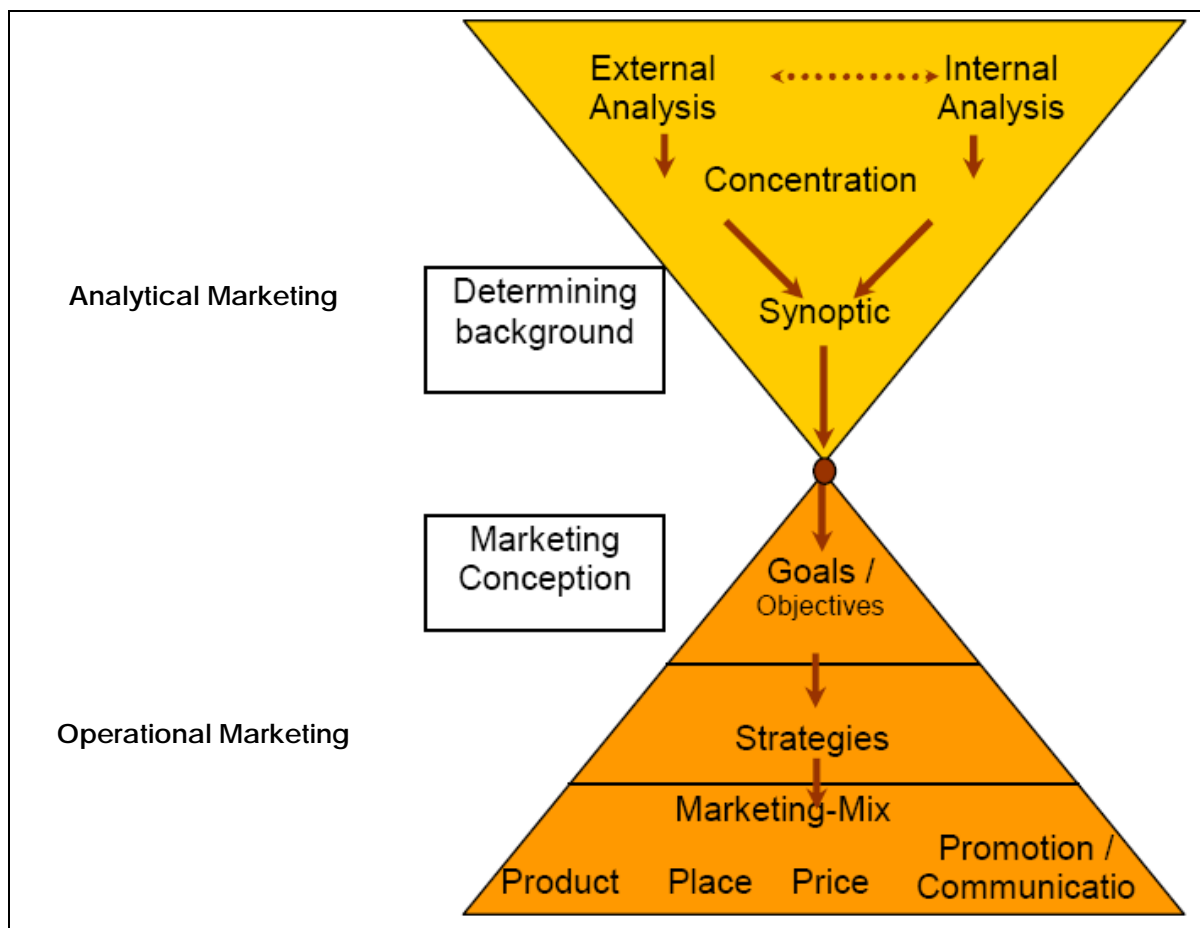 External
Analysis
Internal
Analysis
Concentration
Analytical Marketing
Determining
background
Synoptic
Marketing
Conception
Goals /
Objectives
Operational Marketing
Strategies
Marketing-Mix
Product
Place
Price
Promotion /
Communicatio